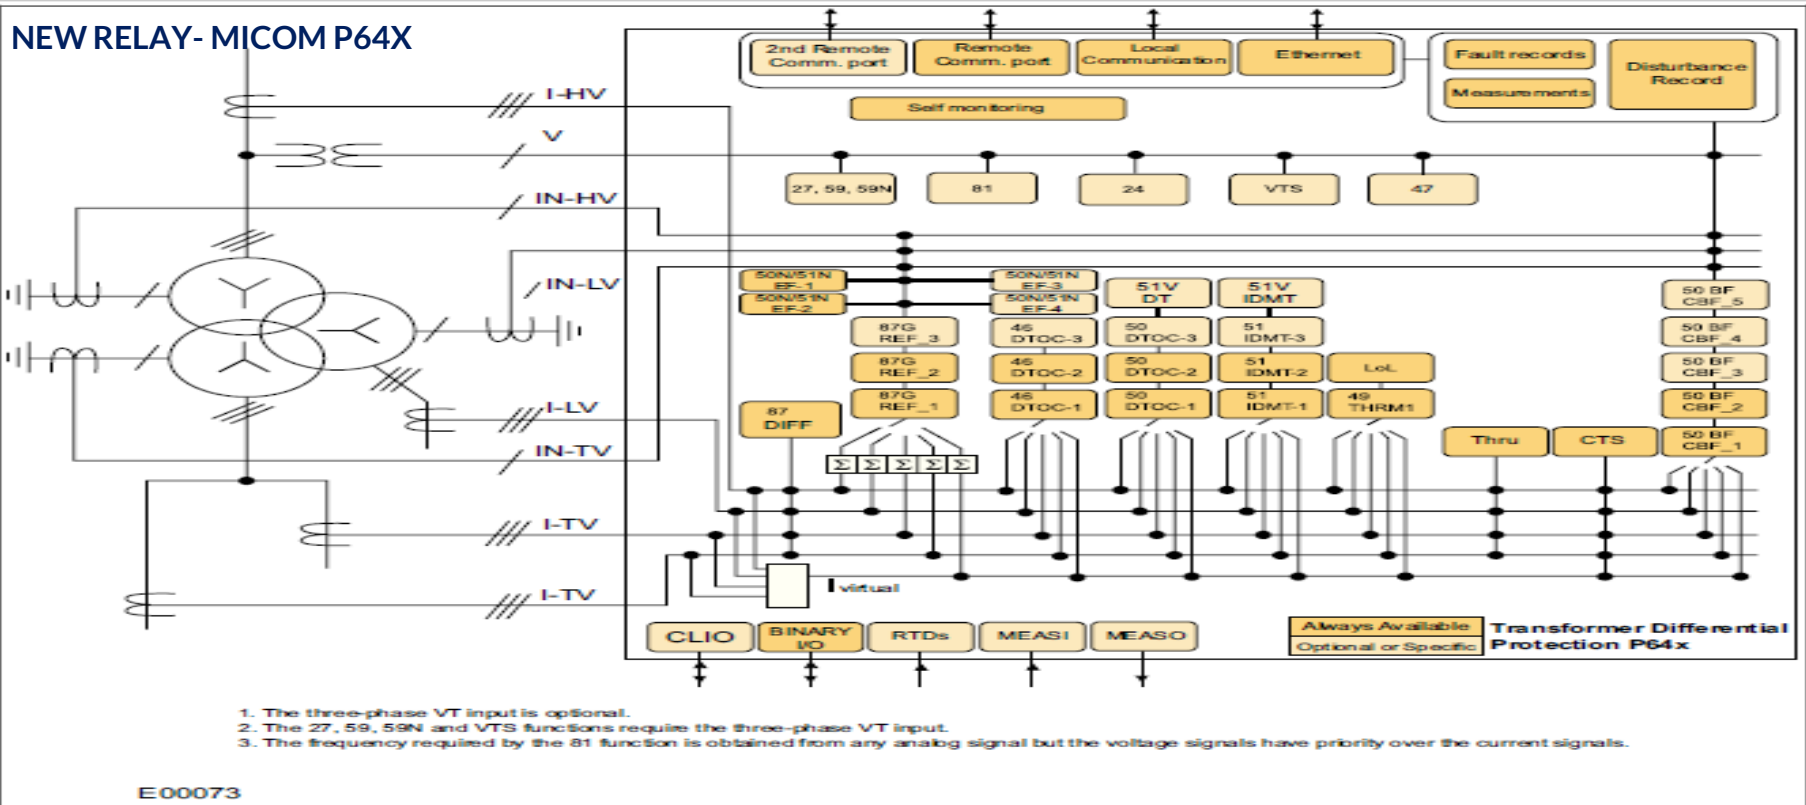 NEW RELAY- MICOM P64X
2nd Remote
Comm. port
Remote
Comm. port
Local
Communication
Ethernet
Fault records
Measurements
Disturbance
Record
Self monitoring
I-HV
V
27, 59, 59N
81
24
VTS
47
IN-HV
IN-LV
50N/51N
EF-1
50N/51N
EF-2
50N/51N
EF-3
50N/51N
EF-4
51V
DT
51V
IDMT
50 BF
CBF_5
87G
REF_3
46
DTOC-3
50
DTOC-3
51
IDMT-3
50 BF
CBF_4
87G
REF_2
46
DTOC-2
50
DTOC-2
51
IDMT-2
LoL
50 BF
CBF_3
87
DIFF
87G
REF_1
46
DTOC-1
50
DTOC-1
51
IDMT-1
49
THRM1
50 BF
CBF_2
I-LV
Thru
CTS
50 BF
CBF_1
IN-TV
Σ Σ Σ Σ Σ
I-TV
I-TV
I virtual
CLIO
BINARY
I/O
RTDs
MEASI
MEASO
Always Available
Optional or Specific
Transformer Differential
Protection P64x
1. The three-phase VT input is optional.
2. The 27, 59, 59N and VTS functions require the three-phase VT input.
3. The frequency required by the 81 function is obtained from any analog signal but the voltage signals have priority over the current signals.
E00073